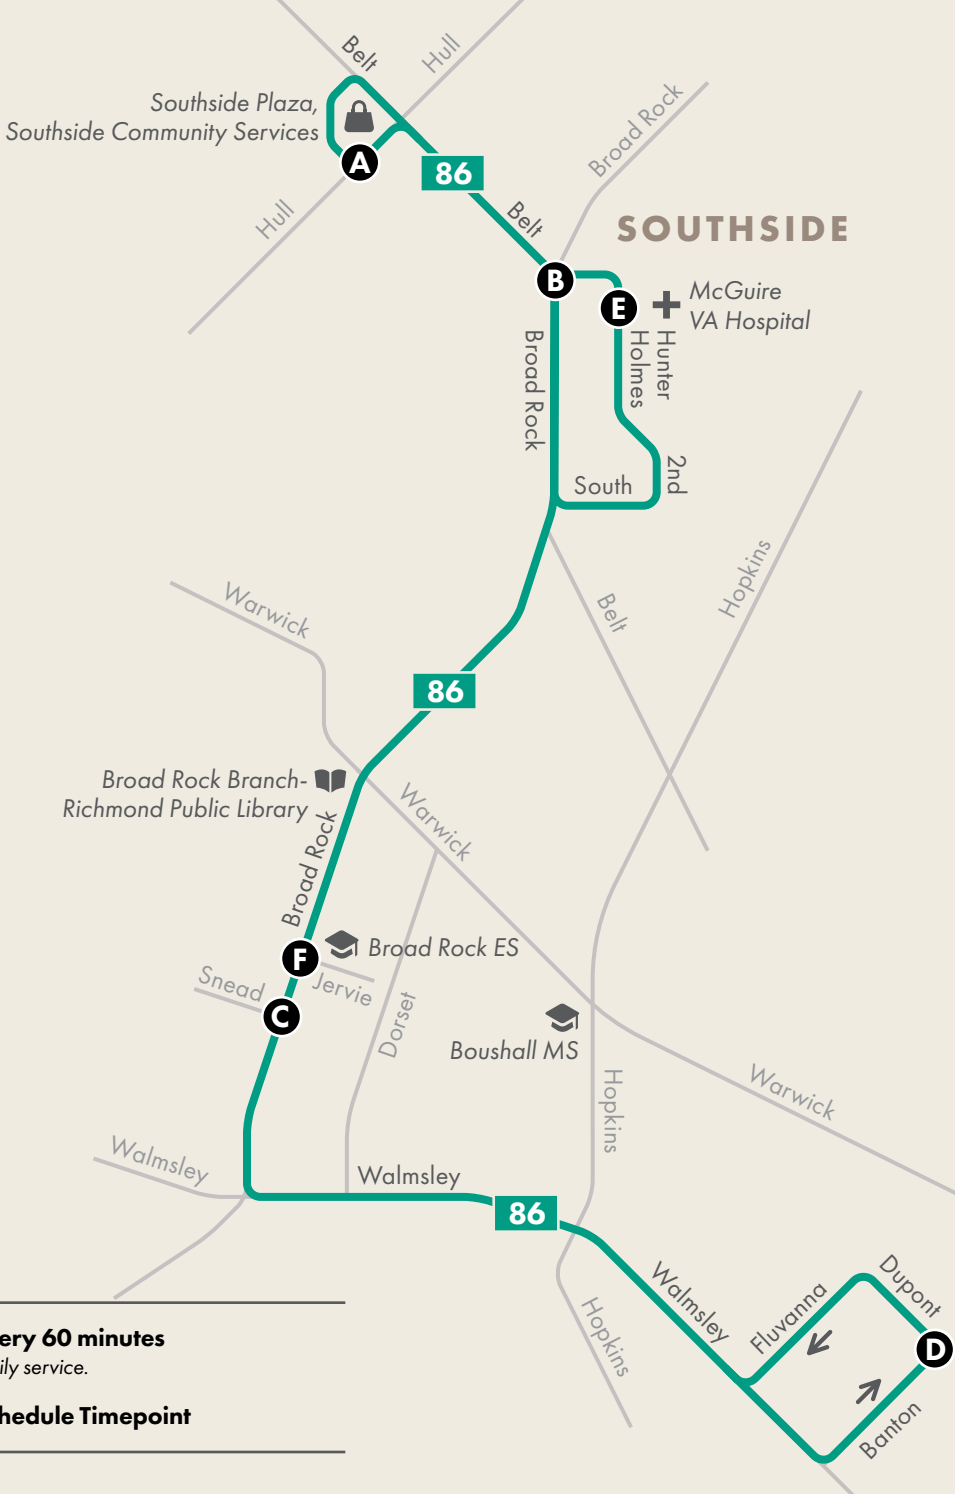 Belt
Hull
Southside Plaza,
Southside Community Services
A
86
Broad Rock
Hull
Belt
SOUTHSIDE
B
E
McGuire
VA Hospital
Hunter
Holmes
Broad Rock
2nd
South
Hopkins
Warwick
Belt
86
Broad Rock Branch-
Richmond Public Library
Warwick
Broad Rock
F
Broad Rock ES
Snead
Jervie
C
Dorset
Boushall MS
Hopkins
Warwick
Walmsley
Walmsley
86
Walmsley
Fluvanna
Dupont
Hopkins
D
Banton
ery 60 minutes
ily service.
hedule Timepoint